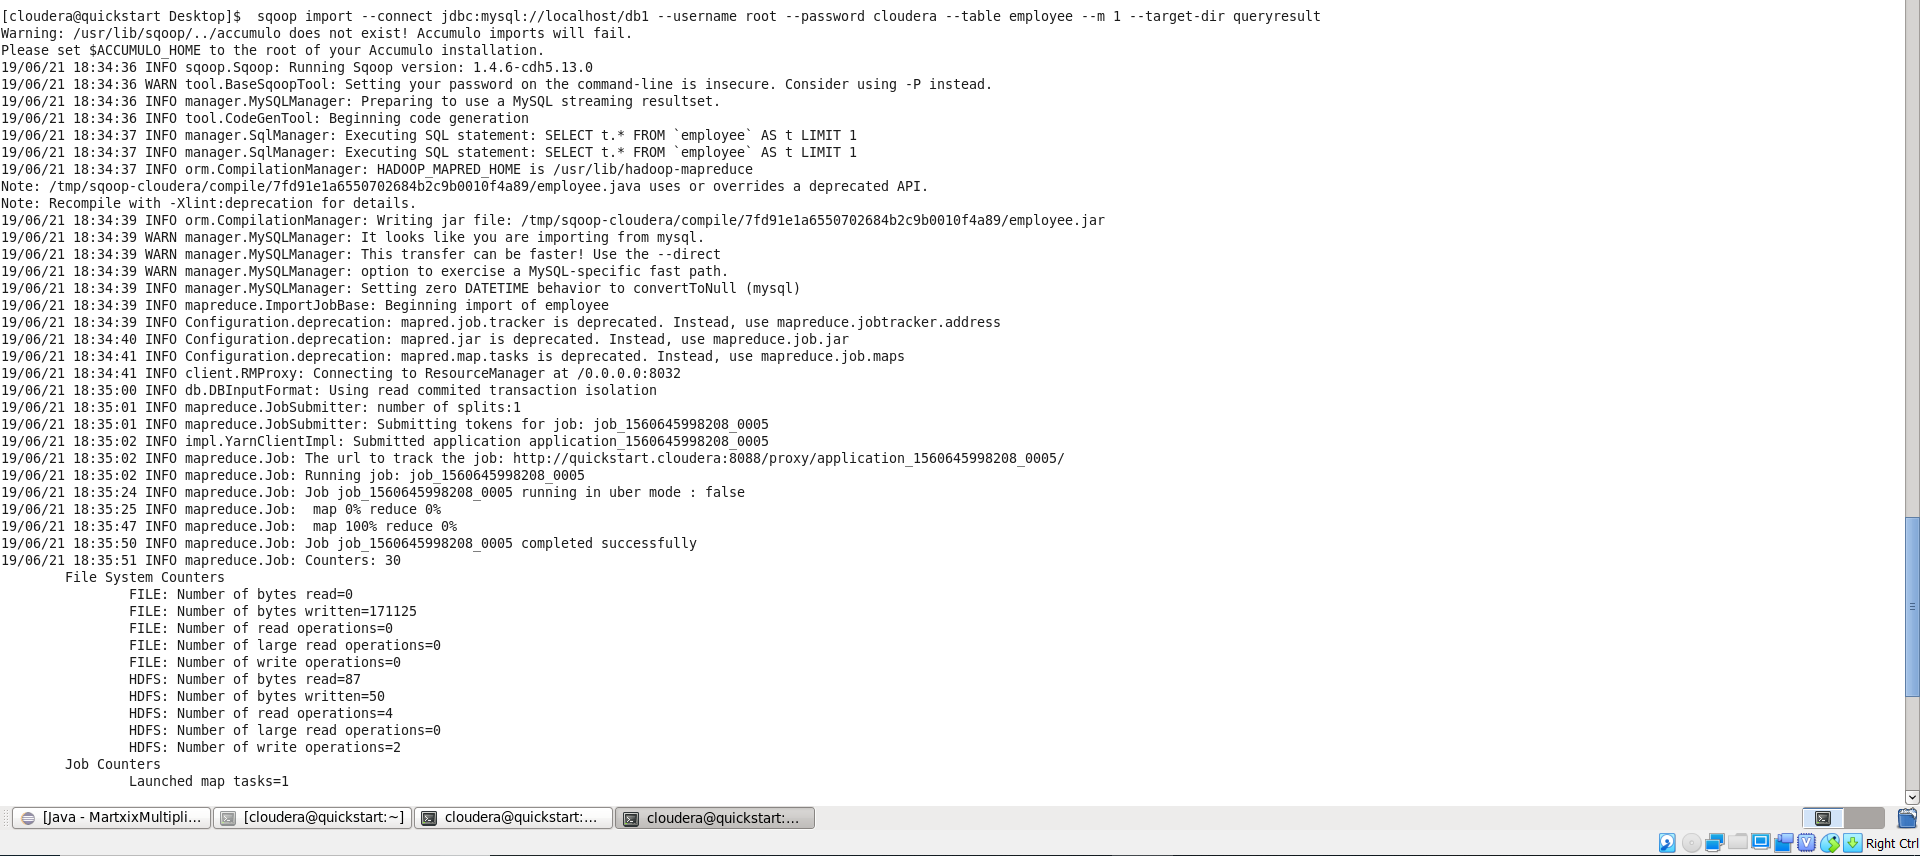 [cloudera@quickstart Desktop]$  sqoop import --connect jdbc:mysql://localhost/db1 --username root --password cloudera --table employee --m 1 --target-dir queryresult
Warning: /usr/lib/sqoop/../accumulo does not exist! Accumulo imports will fail.
Please set $ACCUMULO_HOME to the root of your Accumulo installation.
19/06/21 18:34:36 INFO sqoop.Sqoop: Running Sqoop version: 1.4.6-cdh5.13.0
19/06/21 18:34:36 WARN tool.BaseSqoopTool: Setting your password on the command-line is insecure. Consider using -P instead.
19/06/21 18:34:36 INFO manager.MySQLManager: Preparing to use a MySQL streaming resultset.
19/06/21 18:34:36 INFO tool.CodeGenTool: Beginning code generation
19/06/21 18:34:37 INFO manager.SqlManager: Executing SQL statement: SELECT t.* FROM `employee` AS t LIMIT 1
19/06/21 18:34:37 INFO manager.SqlManager: Executing SQL statement: SELECT t.* FROM `employee` AS t LIMIT 1
19/06/21 18:34:37 INFO orm.CompilationManager: HADOOP_MAPRED_HOME is /usr/lib/hadoop-mapreduce
Note: /tmp/sqoop-cloudera/compile/7fd91e1a6550702684b2c9b0010f4a89/employee.java uses or overrides a deprecated API.
Note: Recompile with -Xlint:deprecation for details.
19/06/21 18:34:39 INFO orm.CompilationManager: Writing jar file: /tmp/sqoop-cloudera/compile/7fd91e1a6550702684b2c9b0010f4a89/employee.jar
19/06/21 18:34:39 WARN manager.MySQLManager: It looks like you are importing from mysql.
19/06/21 18:34:39 WARN manager.MySQLManager: This transfer can be faster! Use the --direct
19/06/21 18:34:39 WARN manager.MySQLManager: option to exercise a MySQL-specific fast path.
19/06/21 18:34:39 INFO manager.MySQLManager: Setting zero DATETIME behavior to convertToNull (mysql)
19/06/21 18:34:39 INFO mapreduce.ImportJobBase: Beginning import of employee
19/06/21 18:34:39 INFO Configuration.deprecation: mapred.job.tracker is deprecated. Instead, use mapreduce.jobtracker.address
19/06/21 18:34:40 INFO Configuration.deprecation: mapred.jar is deprecated. Instead, use mapreduce.job.jar
19/06/21 18:34:41 INFO Configuration.deprecation: mapred.map.tasks is deprecated. Instead, use mapreduce.job.maps
19/06/21 18:34:41 INFO client.RMProxy: Connecting to ResourceManager at /0.0.0.0:8032
19/06/21 18:35:00 INFO db.DBInputFormat: Using read commited transaction isolation
19/06/21 18:35:01 INFO mapreduce.JobSubmitter: number of splits:1
19/06/21 18:35:01 INFO mapreduce.JobSubmitter: Submitting tokens for job: job_1560645998208_0005
19/06/21 18:35:02 INFO impl.YarnClientImpl: Submitted application application_1560645998208_0005
19/06/21 18:35:02 INFO mapreduce.Job: The url to track the job: http://quickstart.cloudera:8088/proxy/application_1560645998208_0005/
19/06/21 18:35:02 INFO mapreduce.Job: Running job: job_1560645998208_0005
19/06/21 18:35:24 INFO mapreduce.Job: Job job_1560645998208_0005 running in uber mode : false
19/06/21 18:35:25 INFO mapreduce.Job:  map 0% reduce 0%
19/06/21 18:35:47 INFO mapreduce.Job:  map 100% reduce 0%
19/06/21 18:35:50 INFO mapreduce.Job: Job job_1560645998208_0005 completed successfully
19/06/21 18:35:51 INFO mapreduce.Job: Counters: 30
File System Counters
FILE: Number of bytes read=0
FILE: Number of bytes written=171125
FILE: Number of read operations=0
FILE: Number of large read operations=0
FILE: Number of write operations=0
HDFS: Number of bytes read=87
HDFS: Number of bytes written=50
HDFS: Number of read operations=4
HDFS: Number of large read operations=0
HDFS: Number of write operations=2
Job Counters
Launched map tasks=1
[Java - MartxixMultipli... [cloudera@quickstart:~] cloudera@quickstart:... cloudera@quickstart:...
Right Ctrl